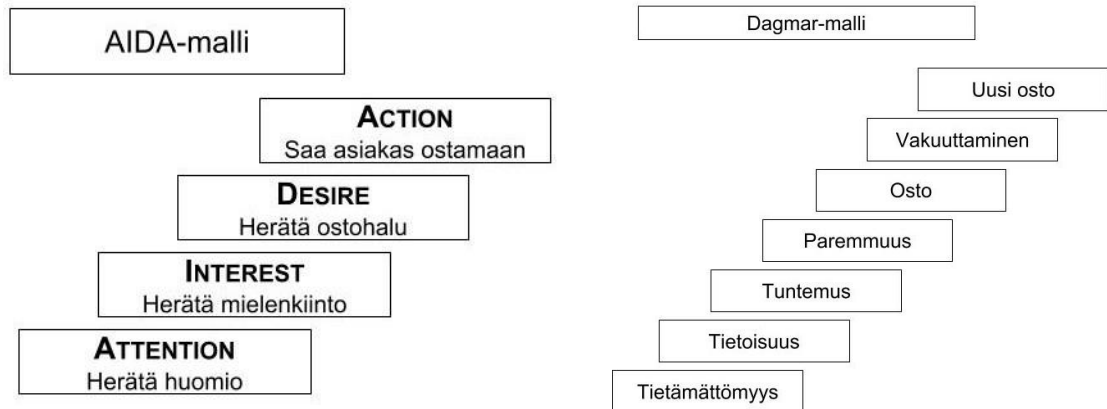 AIDA-malli
ACTION
Saa asiakas ostamaan
DESIRE
Herätä ostohalu
INTEREST
Herätä mielenkiinto
ATTENTION
Herätä huomio
Dagmar-malli
Uusi osto
Vakuuttaminen
Osto
Paremmuus
Tuntemus
Tietoisuus
Tietämättömyys